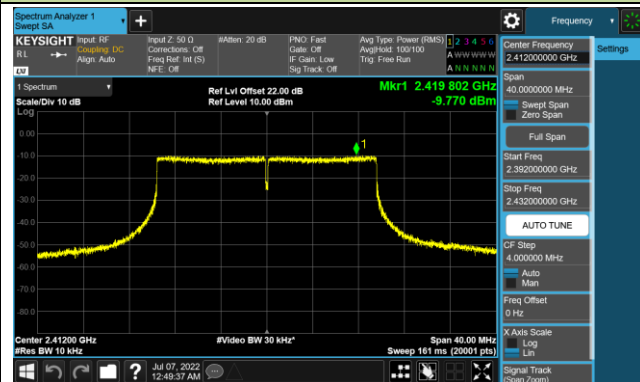 Spectrum Analyzer 1
Swept SA
Frequency
KEYSIGHT
RL
LXI
Input: RF
Coupling: DC
Align: Auto
Input Z: 50 Ω
Corrections: Off
Freq Ref: Int (S)
NFE: Off
#Atten: 20 dB
PNO: Fast
Gate: Off
IF Gain: Low
Sig Track: Off
Avg Type: Power (RMS)
Avg|Hold: 100/100
Trig: Free Run
1 2 3 4 5 6
A W W W W W
A N N N N N
1 Spectrum
Scale/Div 10 dB
Ref Lvl Offset 22.00 dB
Ref Level 10.00 dBm
Mkr1 2.419 802 GHz
-9.770 dBm
Log
0.00
-10.0
-20.0
-30.0
-40.0
-50.0
-60.0
-70.0
-80.0
1
Center 2.41200 GHz
#Res BW 10 kHz
#Video BW 30 kHz*
Span 40.00 MHz
Sweep 161 ms (20001 pts)
Jul 07, 2022
12:49:37 AM
?
Center Frequency
2.412000000 GHz
Settings
Span
40.0000000 MHz
Swept Span
Zero Span
Full Span
Start Freq
2.392000000 GHz
Stop Freq
2.432000000 GHz
AUTO TUNE
CF Step
4.000000 MHz
Auto
Man
Freq Offset
0 Hz
X Axis Scale
Log
Lin
Signal Track
(Span Zoom)